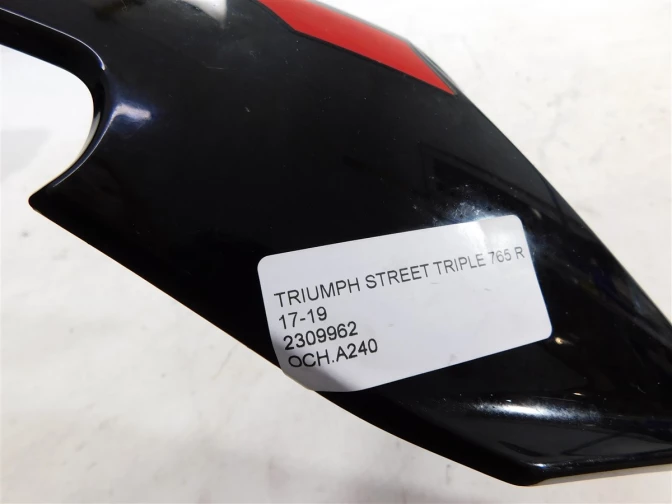 TRIUMPH STREET TRIPLE 765 R
17-19
2309962
OCH.A240